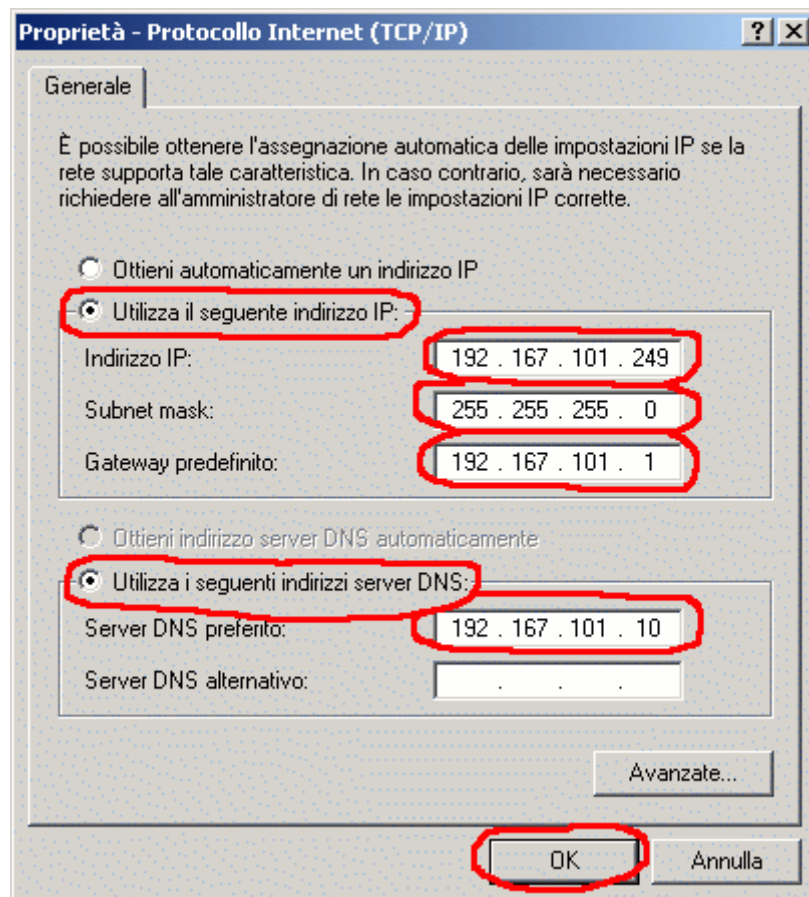 Proprietà - Protocollo Internet (TCP/IP)
Generale
È possibile ottenere l'assegnazione automatica delle impostazioni IP se la
rete supporta tale caratteristica. In caso contrario, sarà necessario
richiedere all'amministratore di rete le impostazioni IP corrette.
Ottieni automaticamente un indirizzo IP
Utilizza il seguente indirizzo IP:
Indirizzo IP: 192 . 167 . 101 . 249
Subnet mask: 255 . 255 . 255 . 0
Gateway predefinito: 192 . 167 . 101 . 1
Ottieni indirizzo server DNS automaticamente
Utilizza i seguenti indirizzi server DNS:
Server DNS preferito: 192 . 167 . 101 . 10
Server DNS alternativo: . . .
Avanzate...
OK Annulla